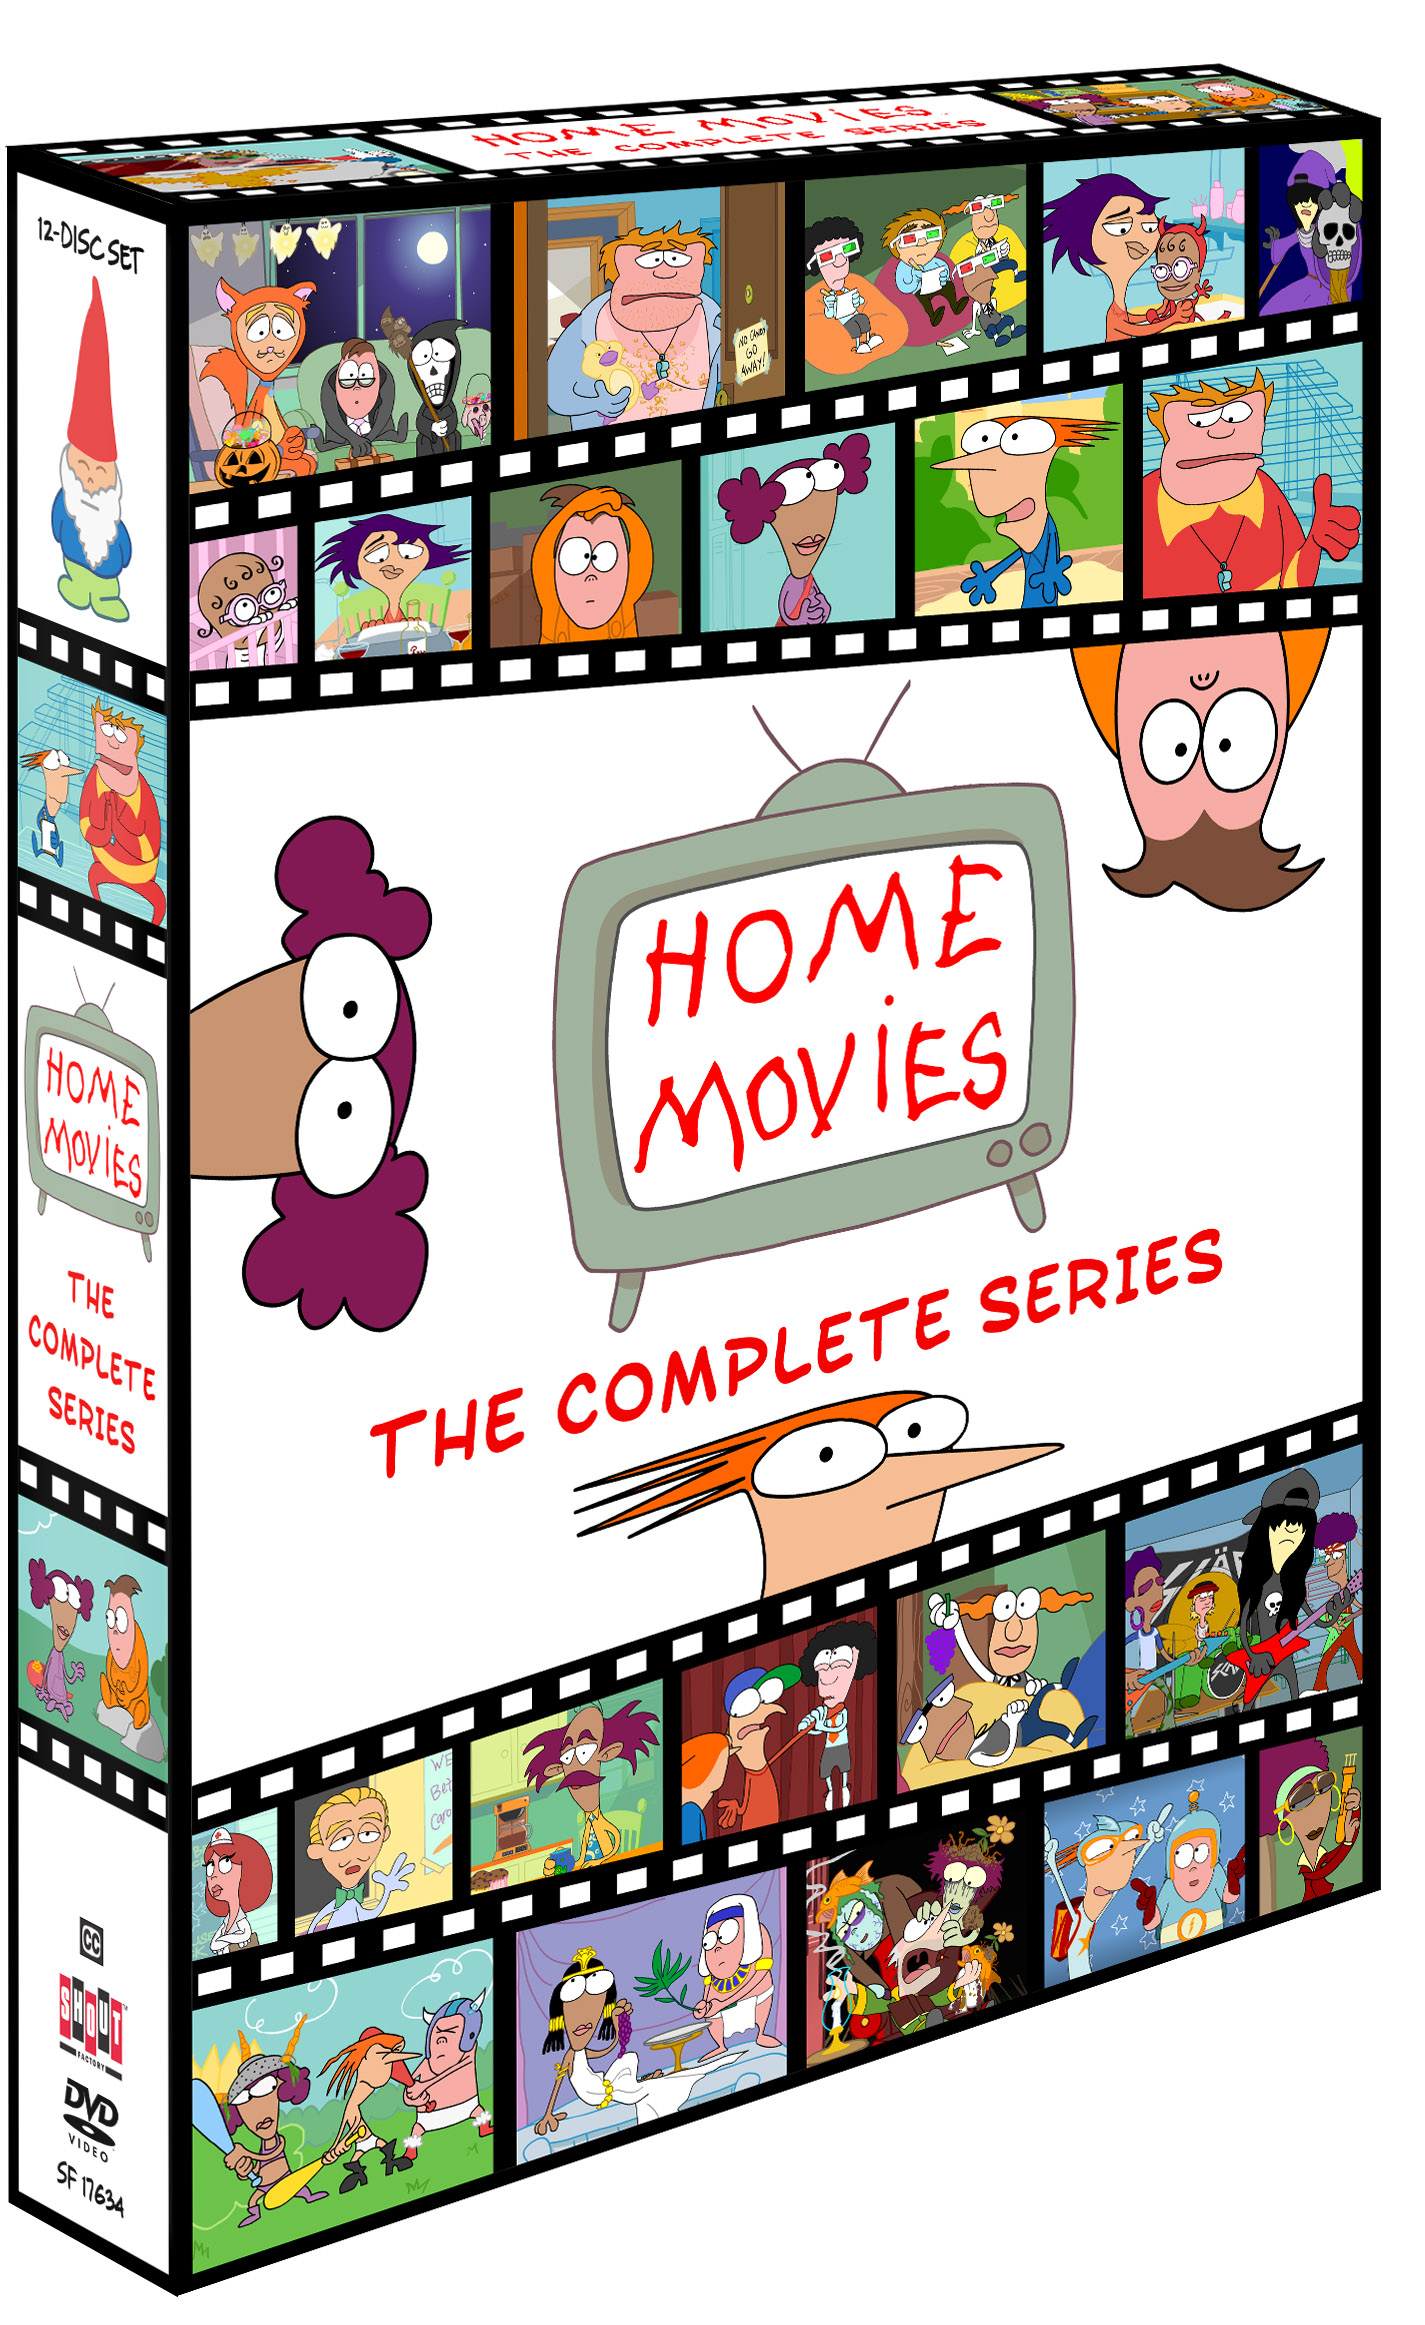 HOME MOVIES
THE COMPLETE SERIES
12-DISC SET
NO CANDY
GO
AWAY!
HOME
MOVIES
THE COMPLETE SERIES
HOME
MOVIES
THE
COMPLETE
SERIES
CC
SHOUT
FACTORY
DVD
VIDEO
SF 17634